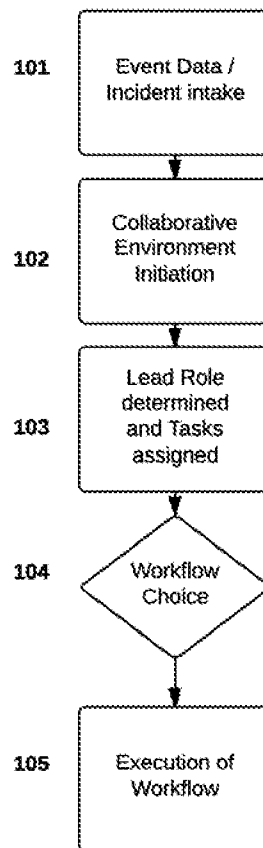 101
Event Data /
Incident intake
102
Collaborative
Environment
Initiation
103
Lead Role
determined
and Tasks
assigned
104
Workflow
Choice
105
Execution of
Workflow